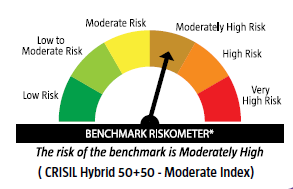 Moderate Risk
Moderately High Risk
Low to
Moderate Risk
High Risk
Low Risk
Very
High Risk
BENCHMARK RISKOMETER*
The risk of the benchmark is Moderately High
( CRISIL Hybrid 50+50 - Moderate Index)